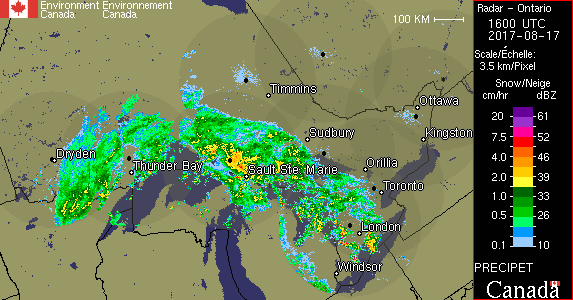 Environment Environnement
Canada Canada
100 KM
Timmins
Ottawa
Sudbury
Kingston
Dryden
Thunder Bay
Sault Ste. Marie
Orillia
Toronto
London
Windsor
Radar - Ontario
1600 UTC
2017-08-17
Scale/Échelle:
3.5 km/Pixel
Snow/Neige
cm/hr dBZ
20 61
7.5 52
4.0 46
2.0 39
1.0 33
0.5 26
0.1 10
PRECIPET
Canada